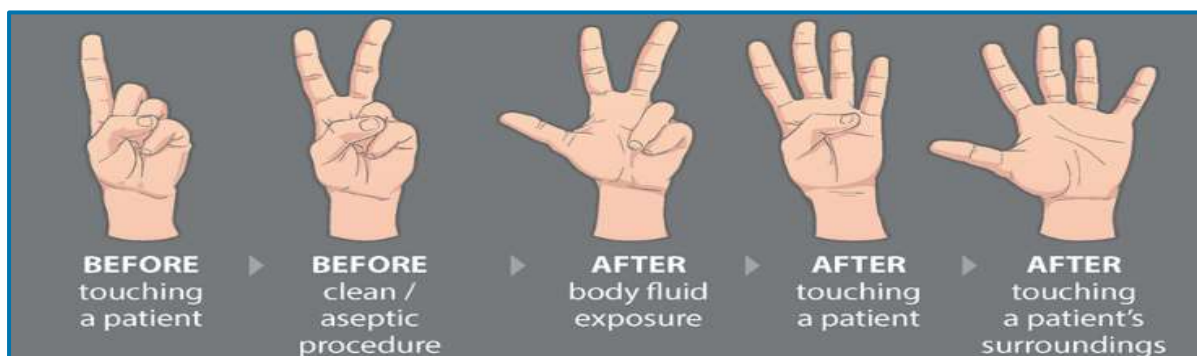 BEFORE
touching
a patient
BEFORE
clean /
aseptic
procedure
AFTER
body fluid
exposure
AFTER
touching
a patient
AFTER
touching
a patient's
surroundings